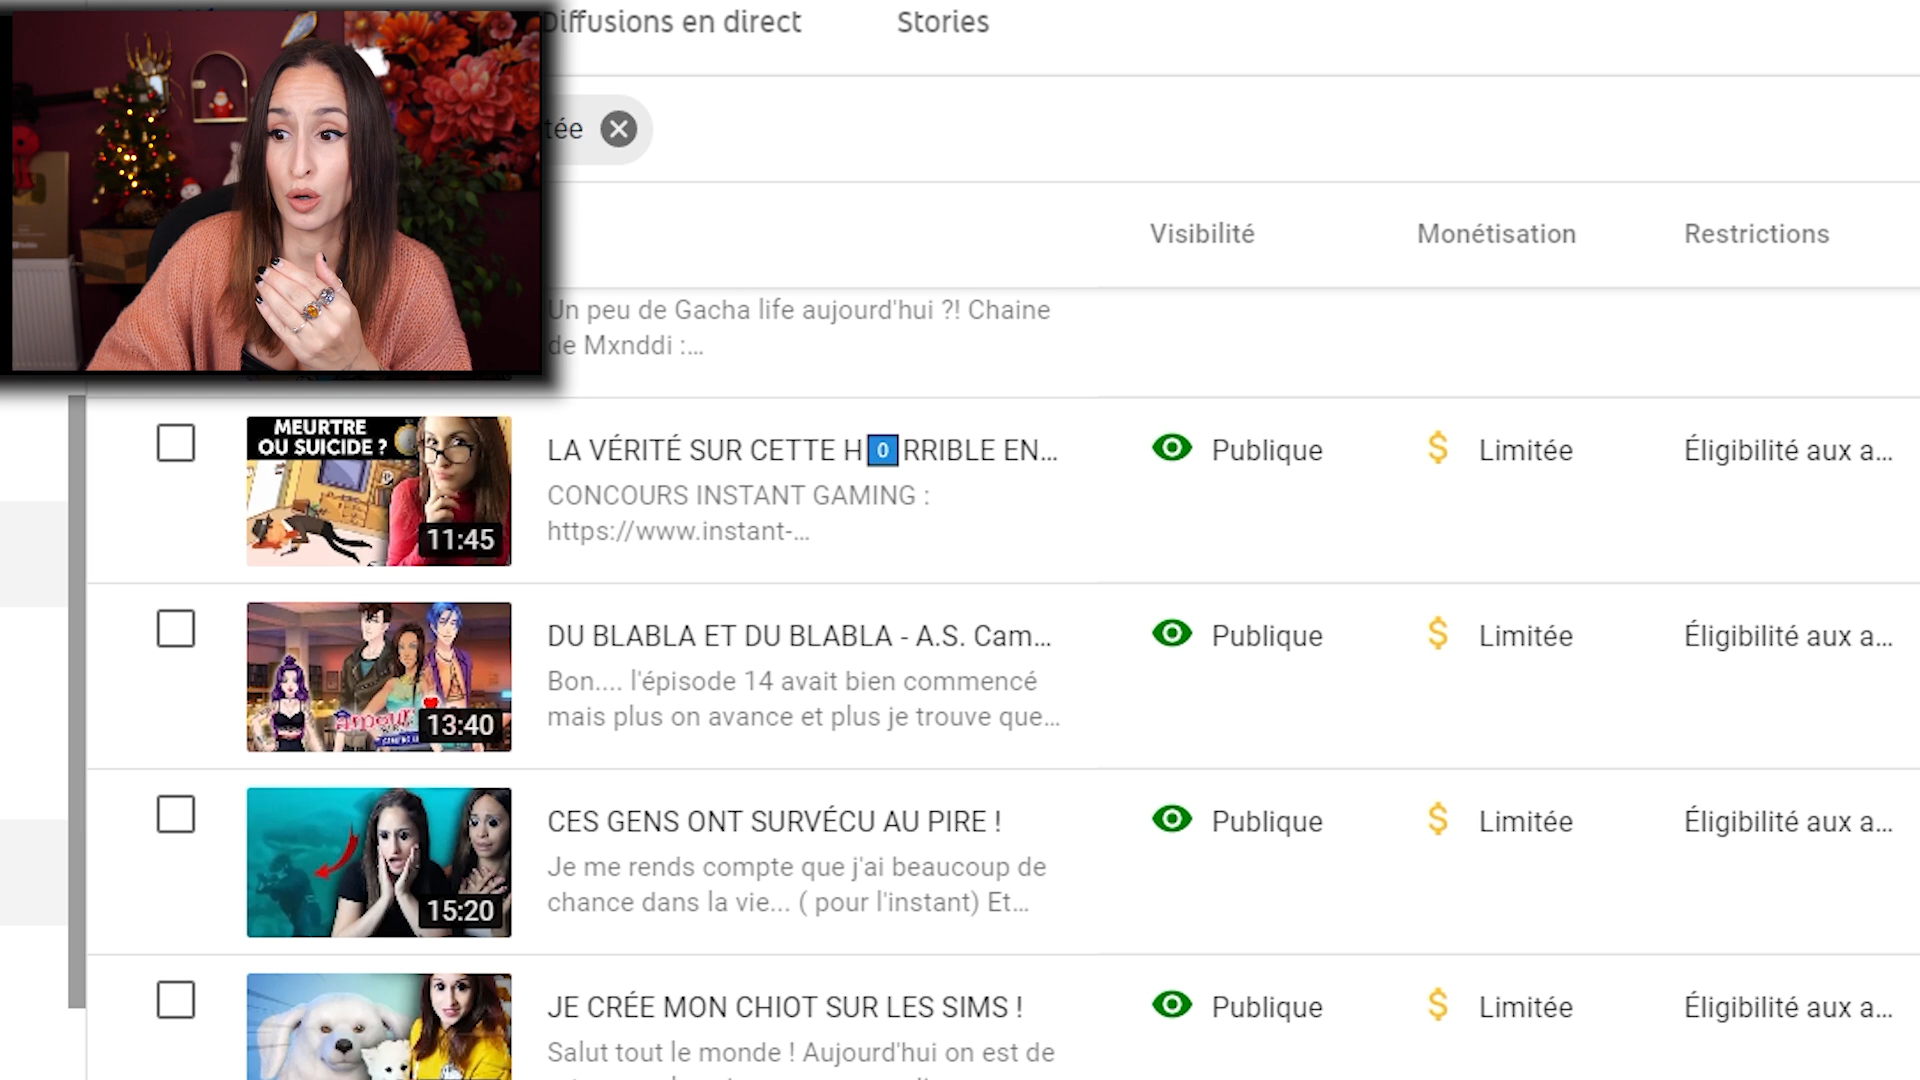 Diffusions en direct
Stories
tée
Visibilité
Monétisation
Restrictions
Un peu de Gacha life aujourd'hui ?! Chaine
de Mxnddi :...
MEURTRE
OU SUICIDE ?
11:45
LA VÉRITÉ SUR CETTE H0RRIBLE EN...
CONCOURS INSTANT GAMING :
https://www.instant-...
Publique
$ Limitée
Éligibilité aux a...
13:40
DU BLABLA ET DU BLABLA - A.S. Cam...
Bon.... l'épisode 14 avait bien commencé
mais plus on avance et plus je trouve que...
Publique
$ Limitée
Éligibilité aux a...
15:20
CES GENS ONT SURVÉCU AU PIRE !
Je me rends compte que j'ai beaucoup de
chance dans la vie... ( pour l'instant) Et...
Publique
$ Limitée
Éligibilité aux a...
JE CRÉE MON CHIOT SUR LES SIMS !
Salut tout le monde ! Aujourd'hui on est de
Publique
$ Limitée
Éligibilité aux a...